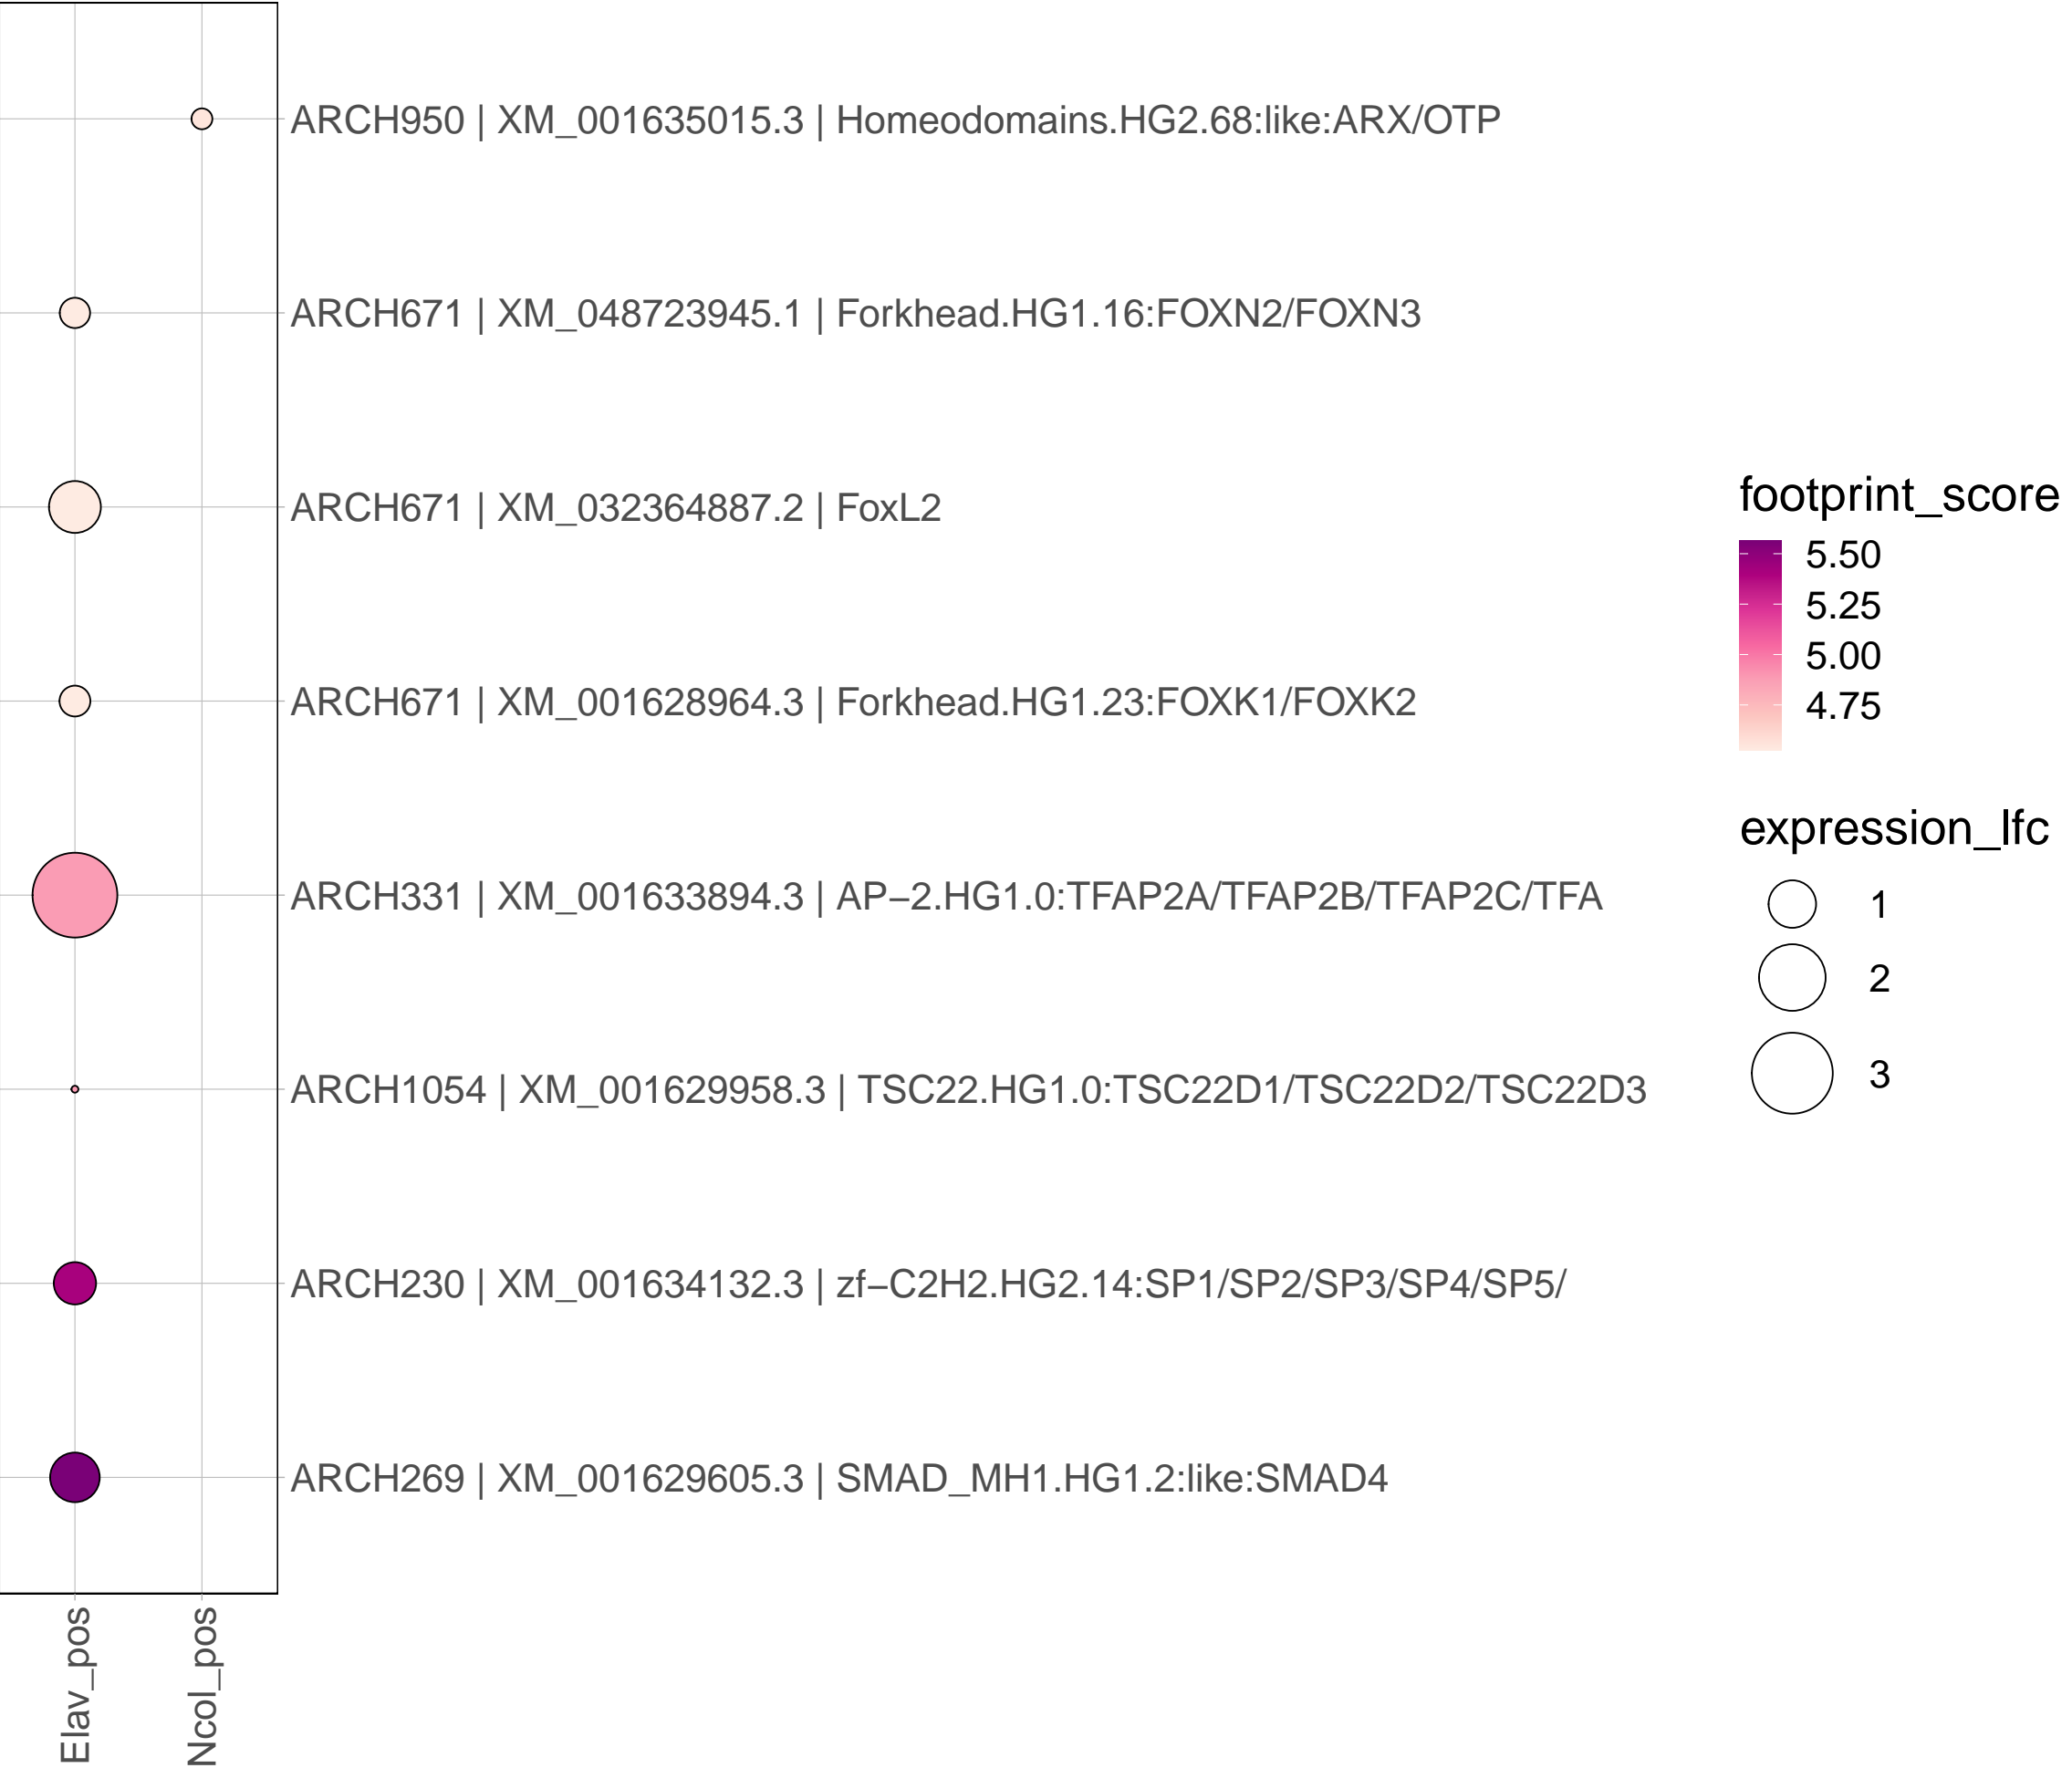 ARCH950 | XM_001635015.3 | Homeodomains.HG2.68:like:ARX/OTP
ARCH671 | XM_048723945.1 | Forkhead.HG1.16:FOXN2/FOXN3
ARCH671 | XM_032364887.2 | FoxL2
ARCH671 | XM_001628964.3 | Forkhead.HG1.23:FOXK1/FOXK2
ARCH331 | XM_001633894.3 | AP−2.HG1.0:TFAP2A/TFAP2B/TFAP2C/TFA
ARCH1054 | XM_001629958.3 | TSC22.HG1.0:TSC22D1/TSC22D2/TSC22D3
ARCH230 | XM_001634132.3 | zf−C2H2.HG2.14:SP1/SP2/SP3/SP4/SP5/
ARCH269 | XM_001629605.3 | SMAD_MH1.HG1.2:like:SMAD4
Elav_pos
Ncol_pos
footprint_score
5.50
5.25
5.00
4.75
expression_lfc
1
2
3